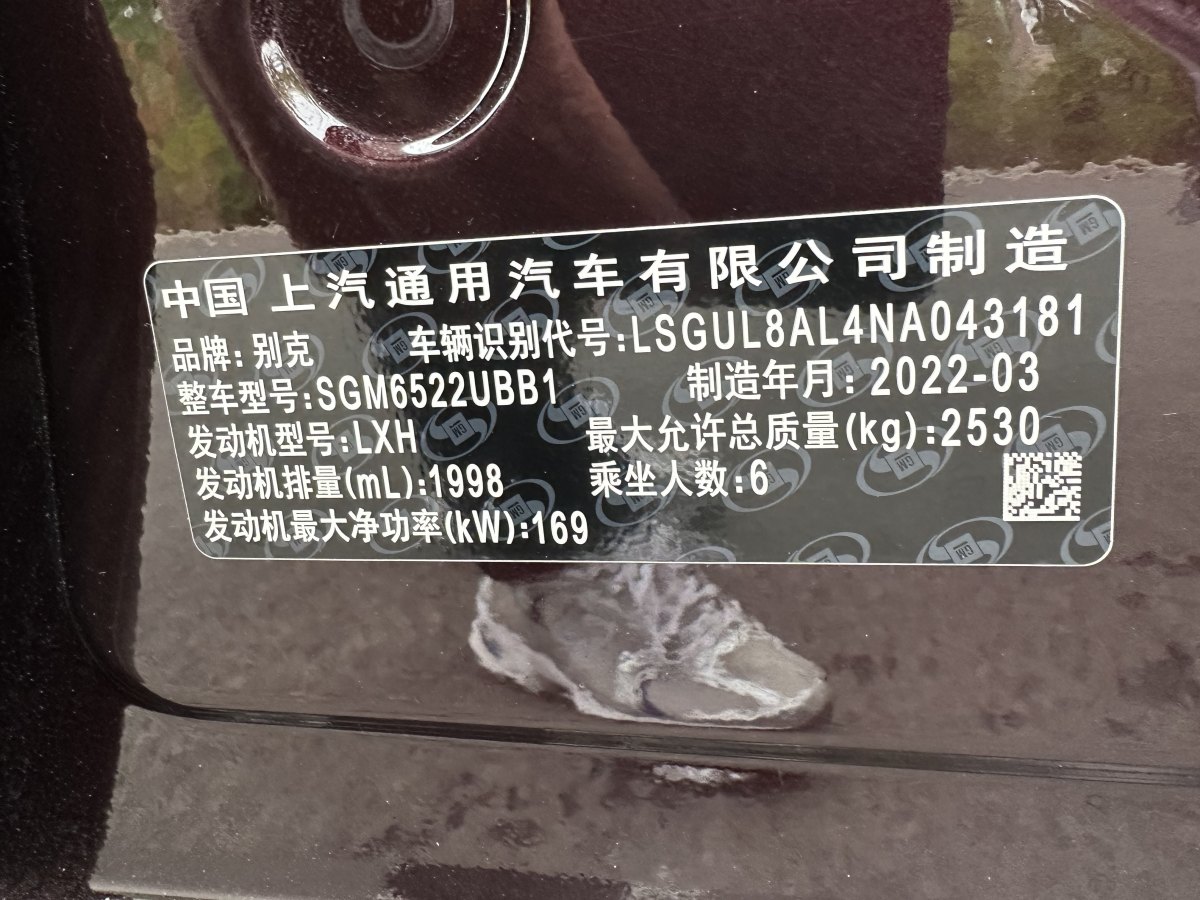 中国 上汽通用汽车有限公司制造
品牌:别克 车辆识别代号:LSGUL8AL4NA043181
整车型号:SGM6522UBB1 制造年月:2022-03
发动机型号:LXH 最大允许总质量(kg):2530
发动机排量(mL):1998 乘坐人数:6
发动机最大净功率(kW):169